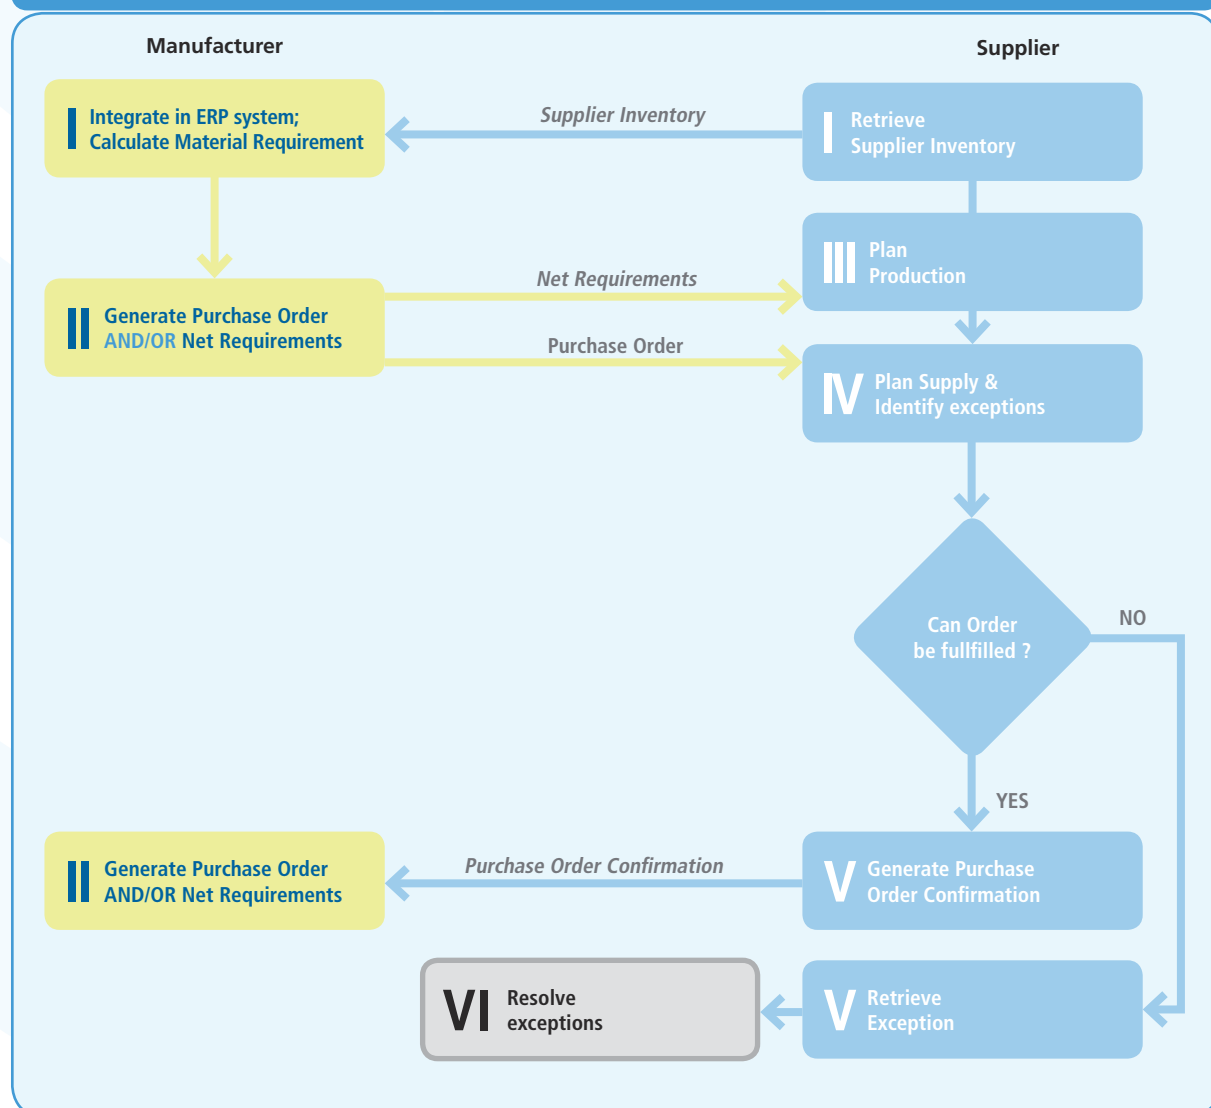 Manufacturer
Supplier
I Integrate in ERP system;
Calculate Material Requirement
Supplier Inventory
I Retrieve
Supplier Inventory
III Plan
Production
Net Requirements
II Generate Purchase Order
AND/OR Net Requirements
Purchase Order
IV Plan Supply &
Identify exceptions
Can Order
be fullfilled ?
NO
YES
II Generate Purchase Order
AND/OR Net Requirements
Purchase Order Confirmation
V Generate Purchase
Order Confirmation
VI Resolve
exceptions
V Retrieve
Exception